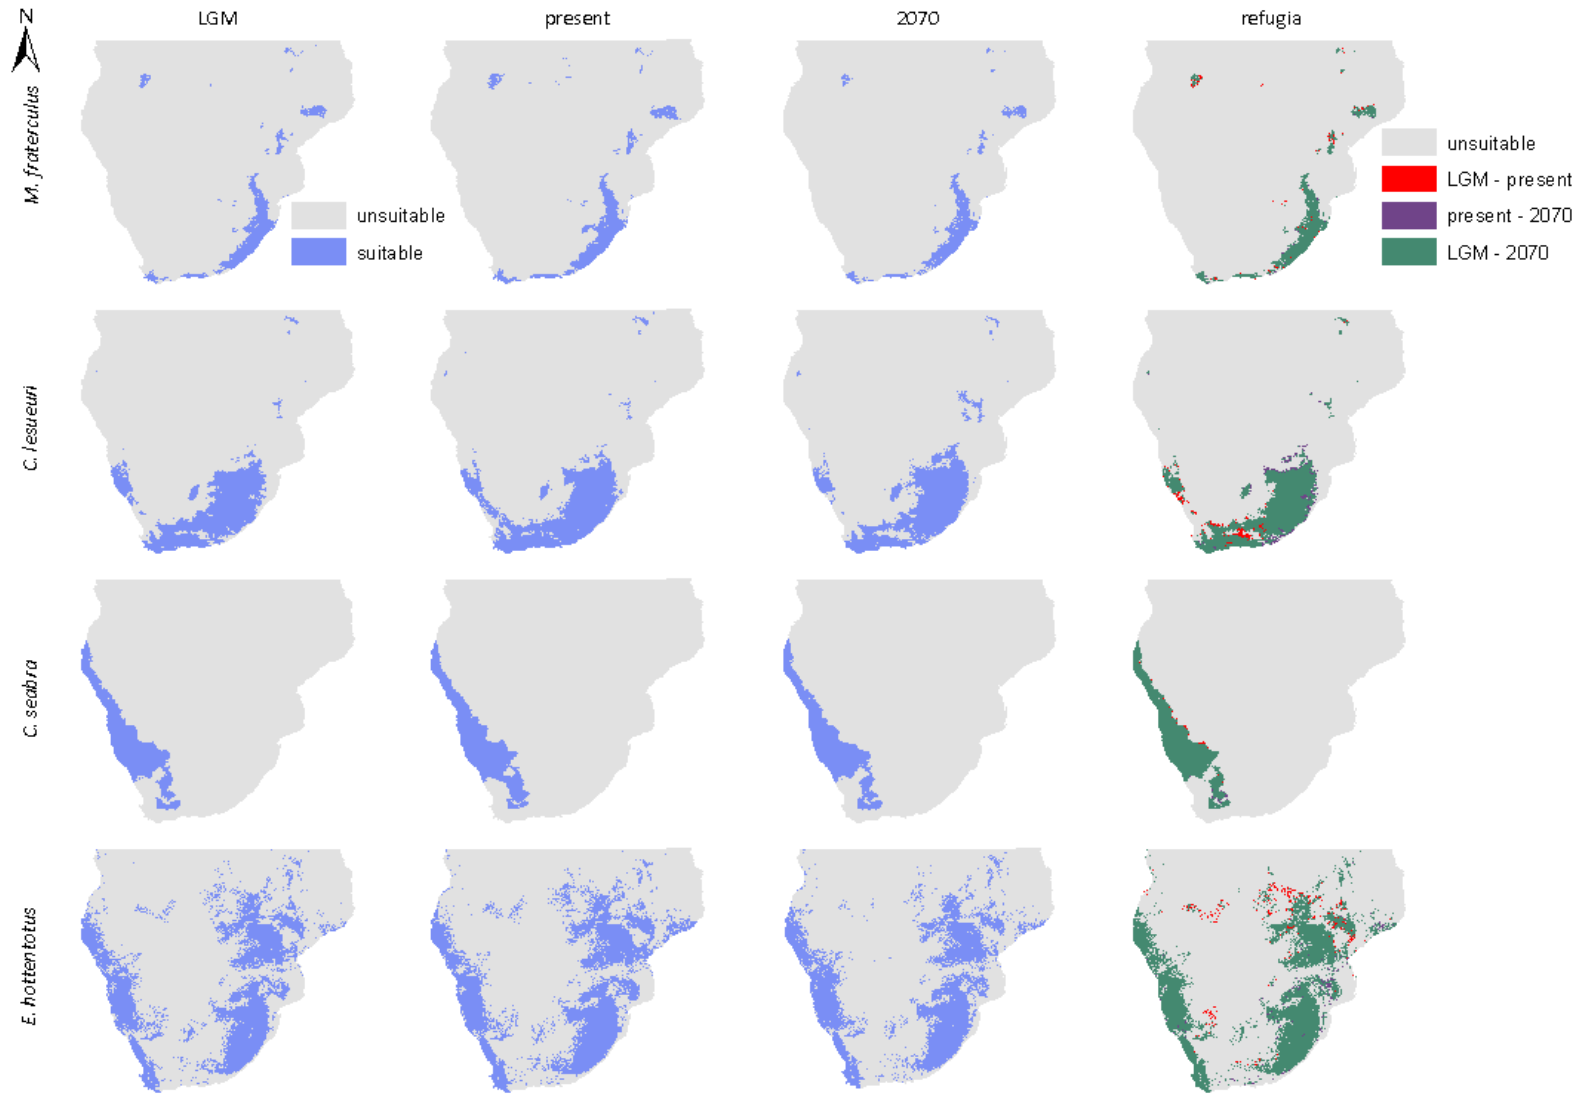 N
LGM
present
2070
refugia
M. fraterculus
unsuitable
suitable
unsuitable
LGM - present
present - 2070
LGM - 2070
C. lesueuri
C. seabra
E. hottentotus